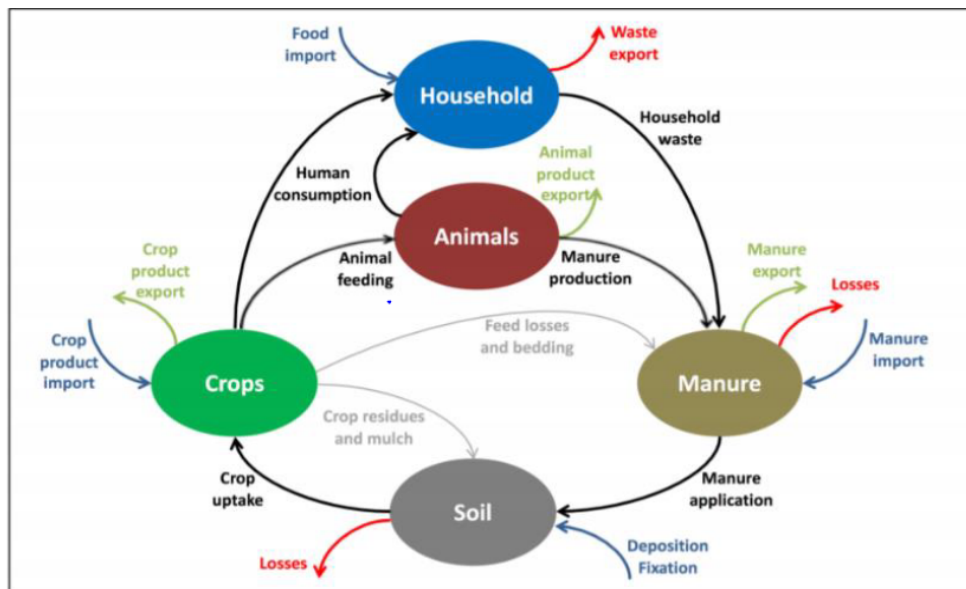 Food
import
Waste
export
Household
Household
waste
Human
consumption
Animal
product
export
Animals
Animal
feeding
Manure
production
Crop
product
export
Manure
export
Losses
Crop
product
import
Feed losses
and bedding
Manure
import
Crops
Manure
Crop residues
and mulch
Crop
uptake
Manure
application
Soil
Losses
Deposition
Fixation